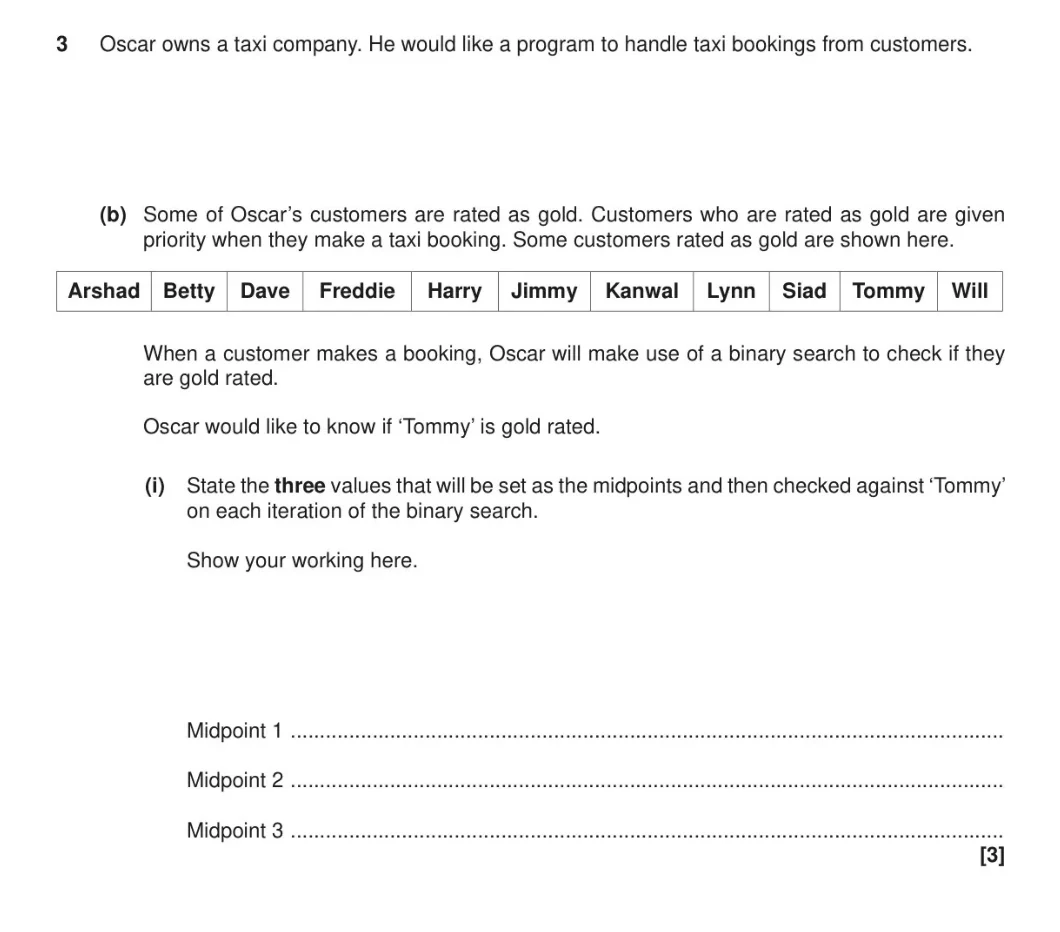 3 Oscar owns a taxi company. He would like a program to handle taxi bookings from customers.
(b) Some of Oscar’s customers are rated as gold. Customers who are rated as gold are given
priority when they make a taxi booking. Some customers rated as gold are shown here.
Arshad Betty Dave Freddie Harry Jimmy Kanwal Lynn Siad Tommy Will
When a customer makes a booking, Oscar will make use of a binary search to check if they
are gold rated.
Oscar would like to know if ‘Tommy’ is gold rated.
(i) State the three values that will be set as the midpoints and then checked against ‘Tommy’
on each iteration of the binary search.
Show your working here.
Midpoint 1 ..........................................................................................................................
Midpoint 2 ..........................................................................................................................
Midpoint 3 ..........................................................................................................................
[3]